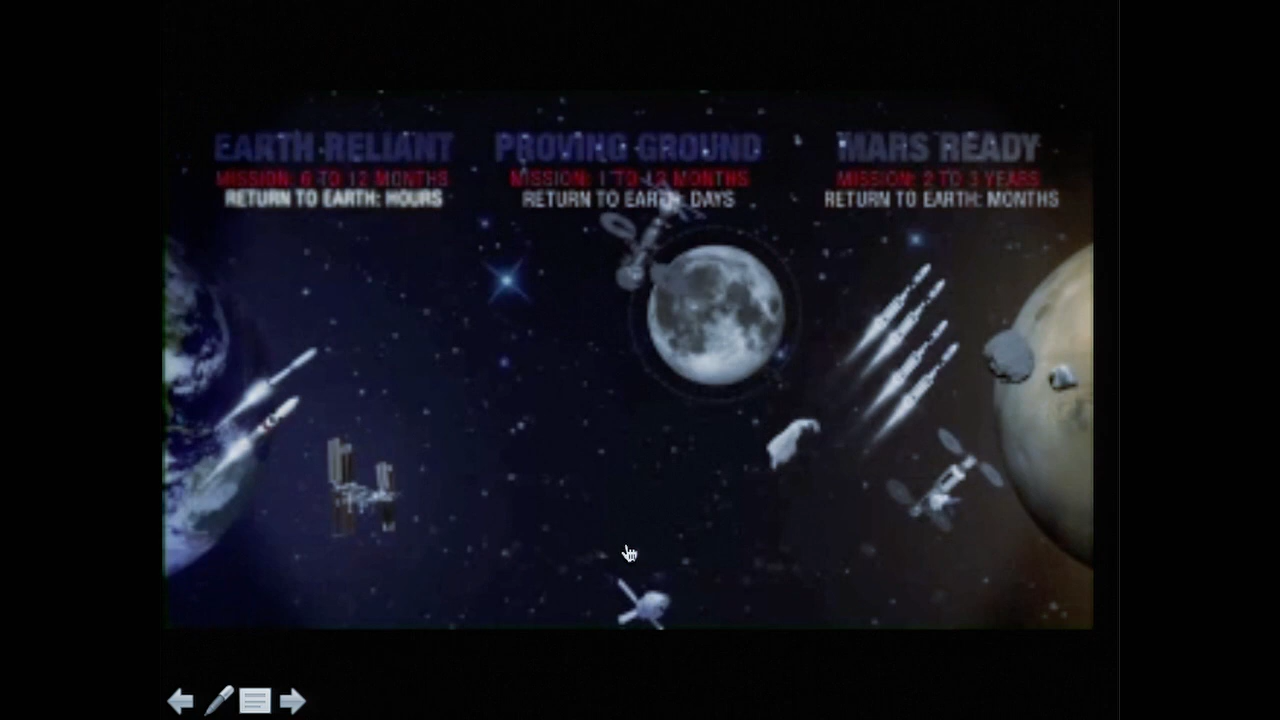 EARTH RELIANT
MISSION: 6 TO 12 MONTHS
RETURN TO EARTH: HOURS
PROVING GROUND
MISSION: 1 TO 12 MONTHS
RETURN TO EARTH: DAYS
MARS READY
MISSION: 2 TO 3 YEARS
RETURN TO EARTH: MONTHS